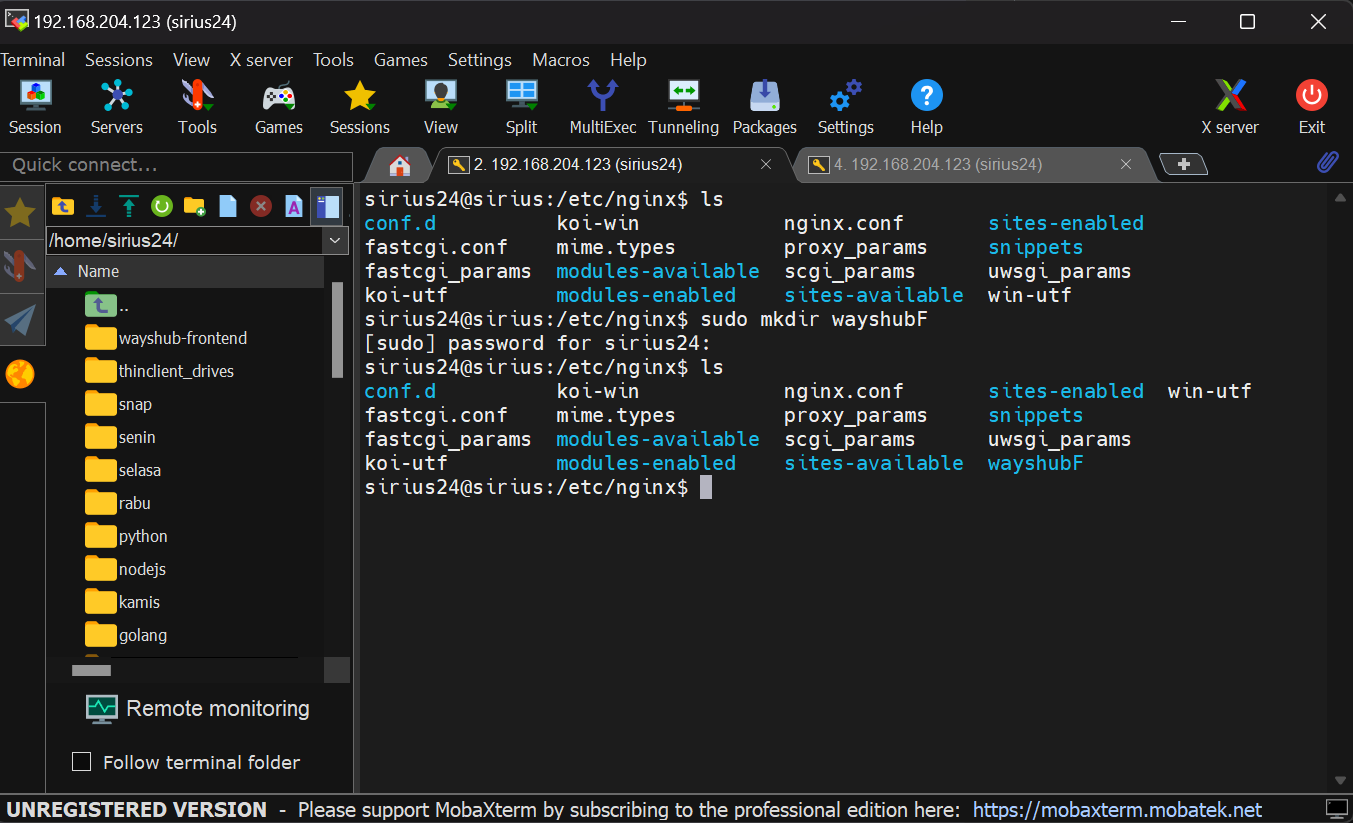 192.168.204.123 (sirius24)
Terminal Sessions View X server Tools Games Settings Macros Help
Session Servers Tools Games Sessions View Split MultiExec Tunneling Packages Settings Help X server Exit
Quick connect...
2. 192.168.204.123 (sirius24)
4. 192.168.204.123 (sirius24)
/home/sirius24/
Name
..
wayshub-frontend
thinclient_drives
snap
senin
selasa
rabu
python
nodejs
kamis
golang
Remote monitoring
Follow terminal folder
sirius24@sirius:/etc/nginx$ ls
conf.d koi-win nginx.conf sites-enabled
fastcgi.conf mime.types proxy_params snippets
fastcgi_params modules-available scgi_params uwsgi_params
koi-utf modules-enabled sites-available win-utf
sirius24@sirius:/etc/nginx$ sudo mkdir wayshubF
[sudo] password for sirius24:
sirius24@sirius:/etc/nginx$ ls
conf.d koi-win nginx.conf sites-enabled win-utf
fastcgi.conf mime.types proxy_params snippets
fastcgi_params modules-available scgi_params uwsgi_params
koi-utf modules-enabled sites-available wayshubF
sirius24@sirius:/etc/nginx$
UNREGISTERED VERSION - Please support MobaXterm by subscribing to the professional edition here: https://mobaxterm.mobatek.net